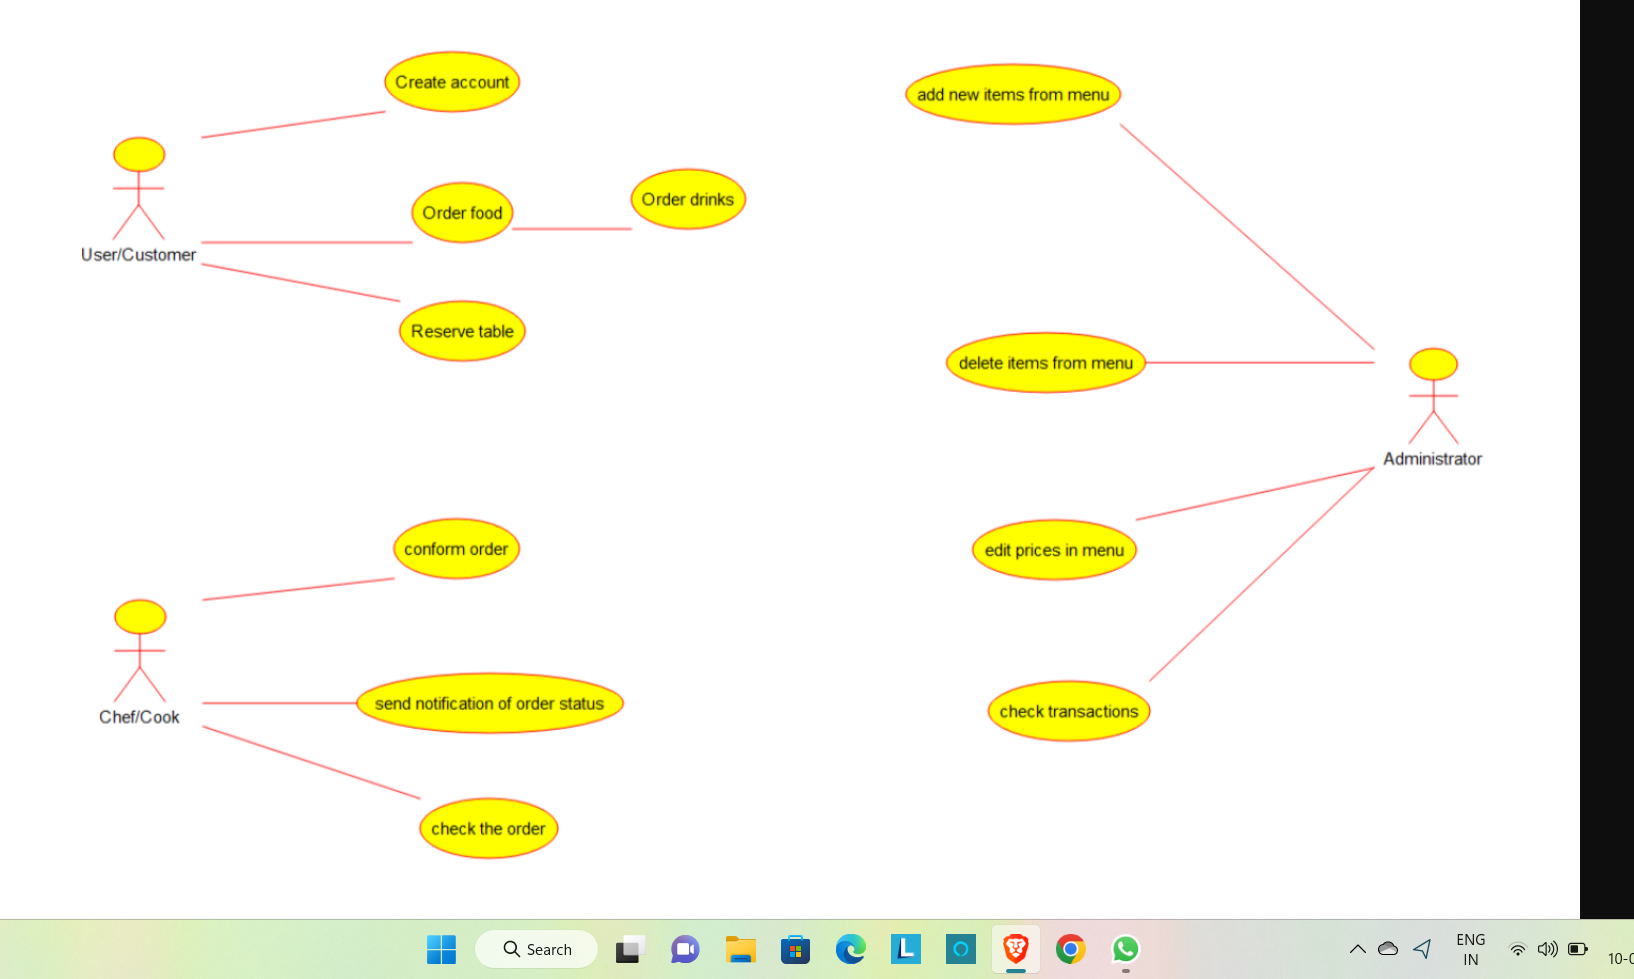 Create account
add new items from menu
Order food
Order drinks
User/Customer
Reserve table
delete items from menu
Administrator
conform order
edit prices in menu
send notification of order status
Chef/Cook
check transactions
check the order
Search
ENG
IN